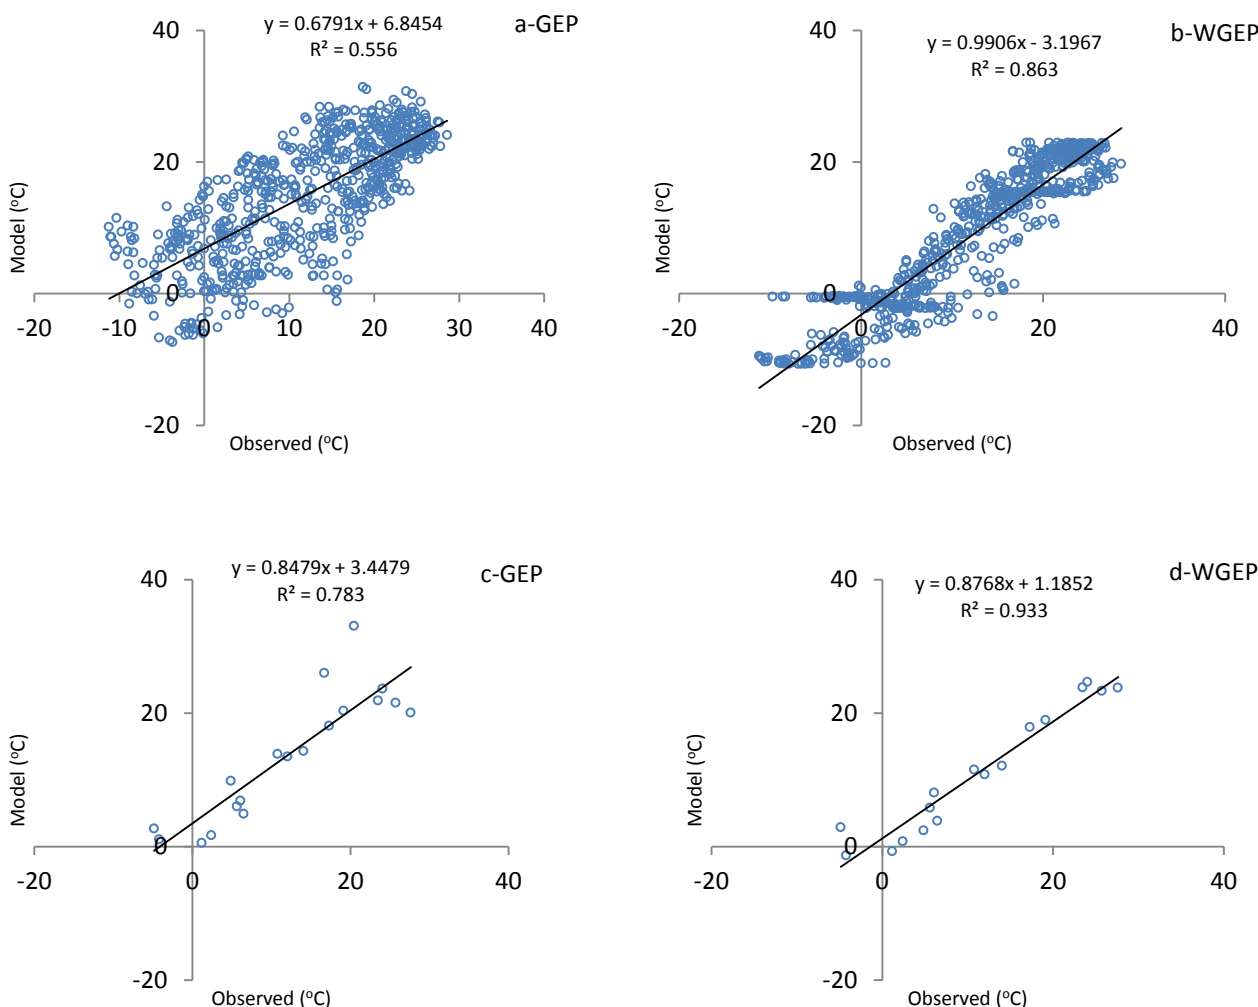 y = 0.6791x + 6.8454
R² = 0.556
a-GEP
40
20
0
-20
-20
-10
0
10
20
30
40
Model (°C)
Observed (°C)
y = 0.9906x - 3.1967
R² = 0.863
b-WGEP
40
20
0
-20
-20
0
20
40
Model (°C)
Observed (°C)
y = 0.8479x + 3.4479
R² = 0.783
c-GEP
40
20
0
-20
-20
0
20
40
Model (°C)
Observed (°C)
y = 0.8768x + 1.1852
R² = 0.933
d-WGEP
40
20
0
-20
-20
0
20
40
Model (°C)
Observed (°C)